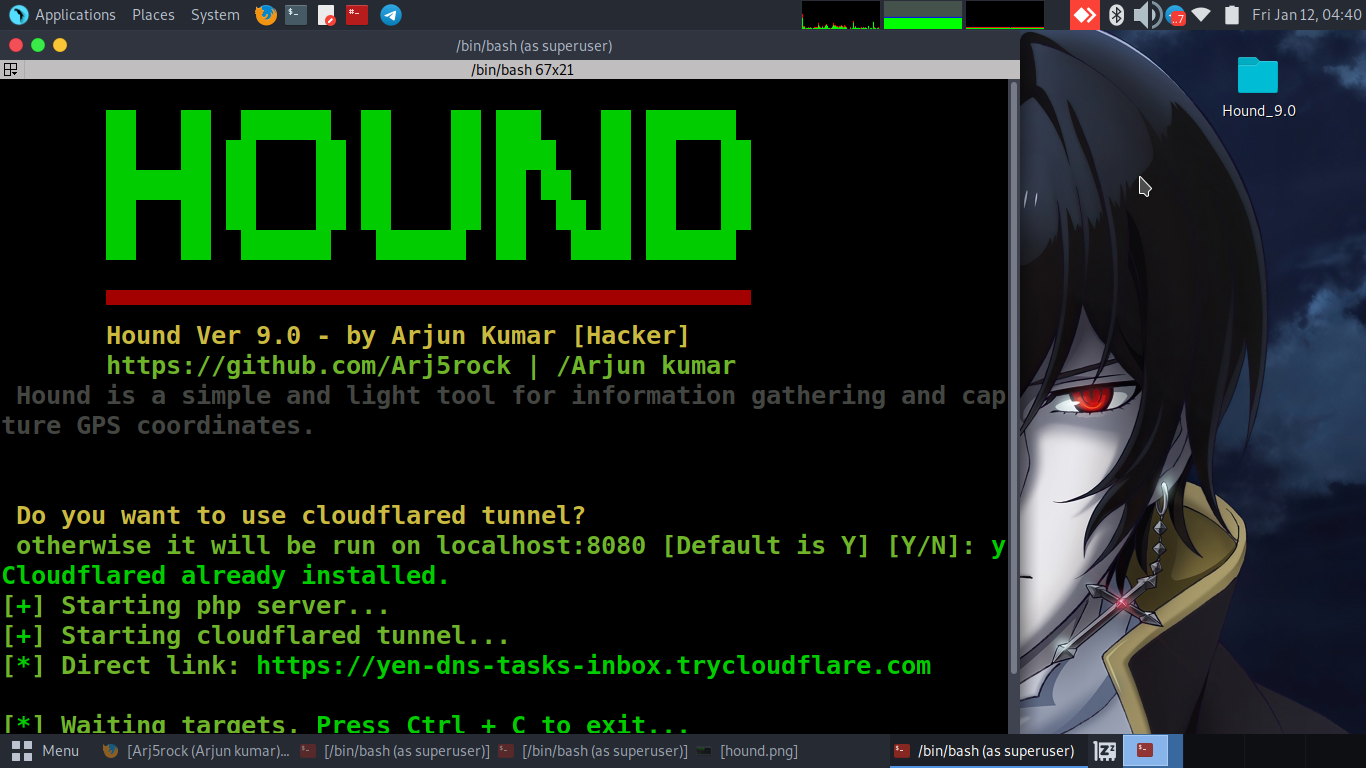 Applications Places System
..7
Fri Jan 12, 04:40
/bin/bash (as superuser)
/bin/bash 67x21
Hound_9.0
HOUND
Hound Ver 9.0 - by Arjun Kumar [Hacker]
https://github.com/Arj5rock | /Arjun kumar
Hound is a simple and light tool for information gathering and cap
ture GPS coordinates.
Do you want to use cloudflared tunnel?
otherwise it will be run on localhost:8080 [Default is Y] [Y/N]: y
Cloudflared already installed.
[+] Starting php server...
[+] Starting cloudflared tunnel...
[*] Direct link: https://yen-dns-tasks-inbox.trycloudflare.com
[*] Waiting targets. Press Ctrl + C to exit...
Menu [Arj5rock (Arjun kumar)... [/bin/bash (as superuser)] [/bin/bash (as superuser)] [hound.png] /bin/bash (as superuser)